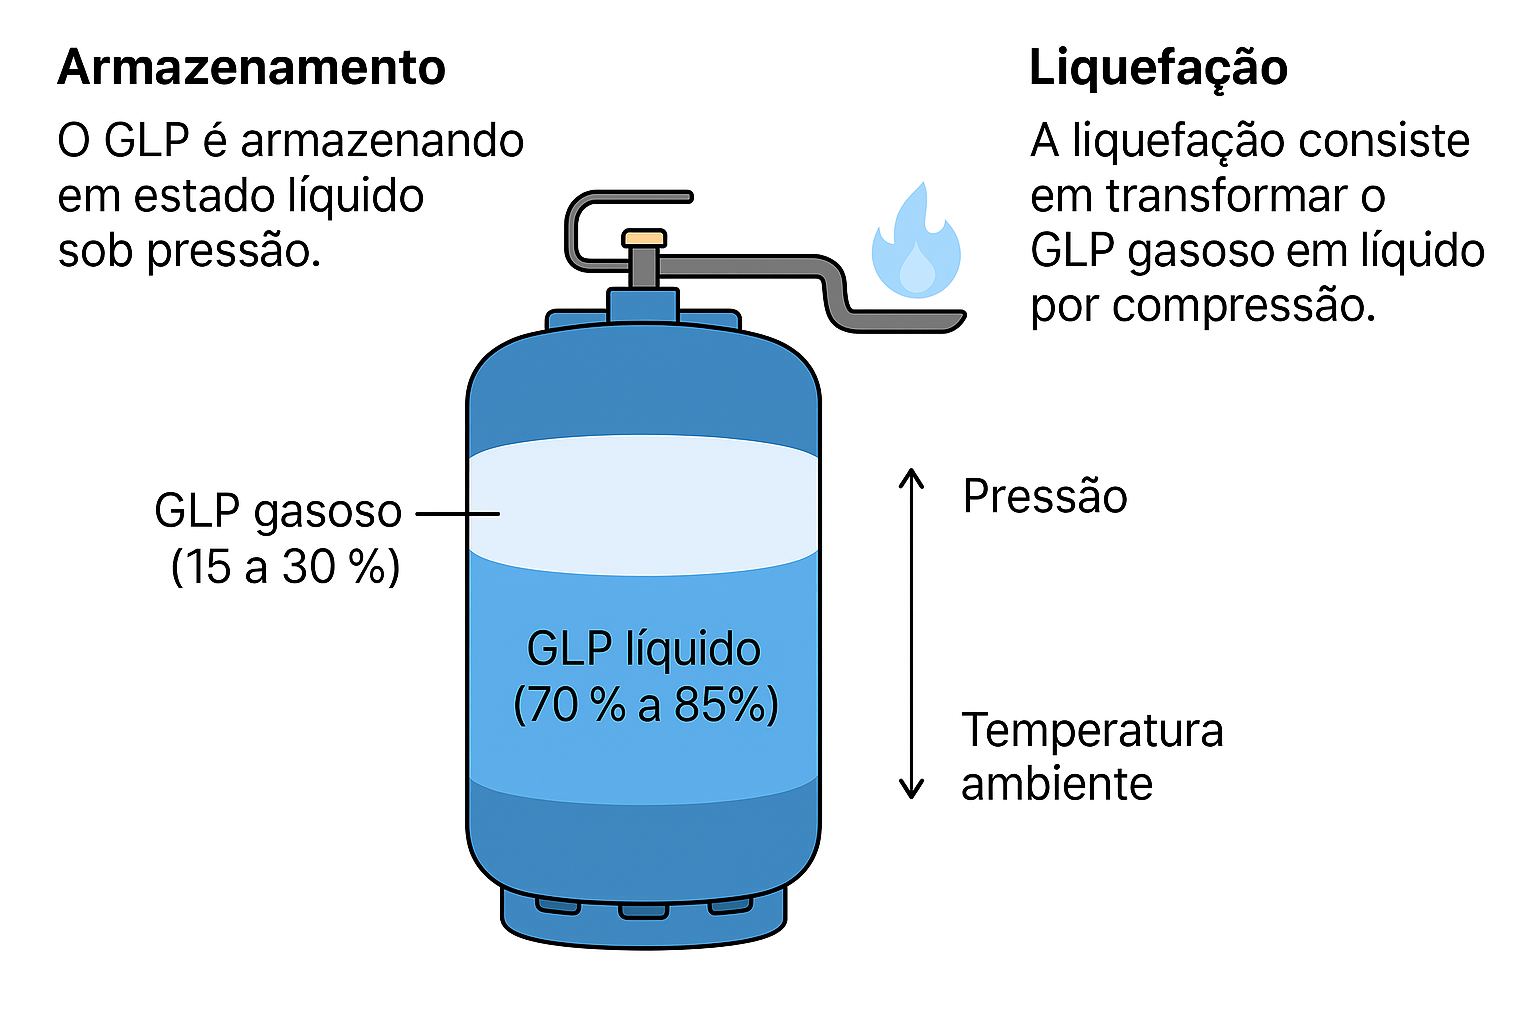 Armazenamento
O GLP é armazenando
em estado líquido
sob pressão.
Liquefação
A liquefação consiste
em transformar o
GLP gasoso em líqudo
por compressão.
GLP gasoso
(15 a 30 %)
GLP líquido
(70 % a 85%)
Pressão
Temperatura
ambiente